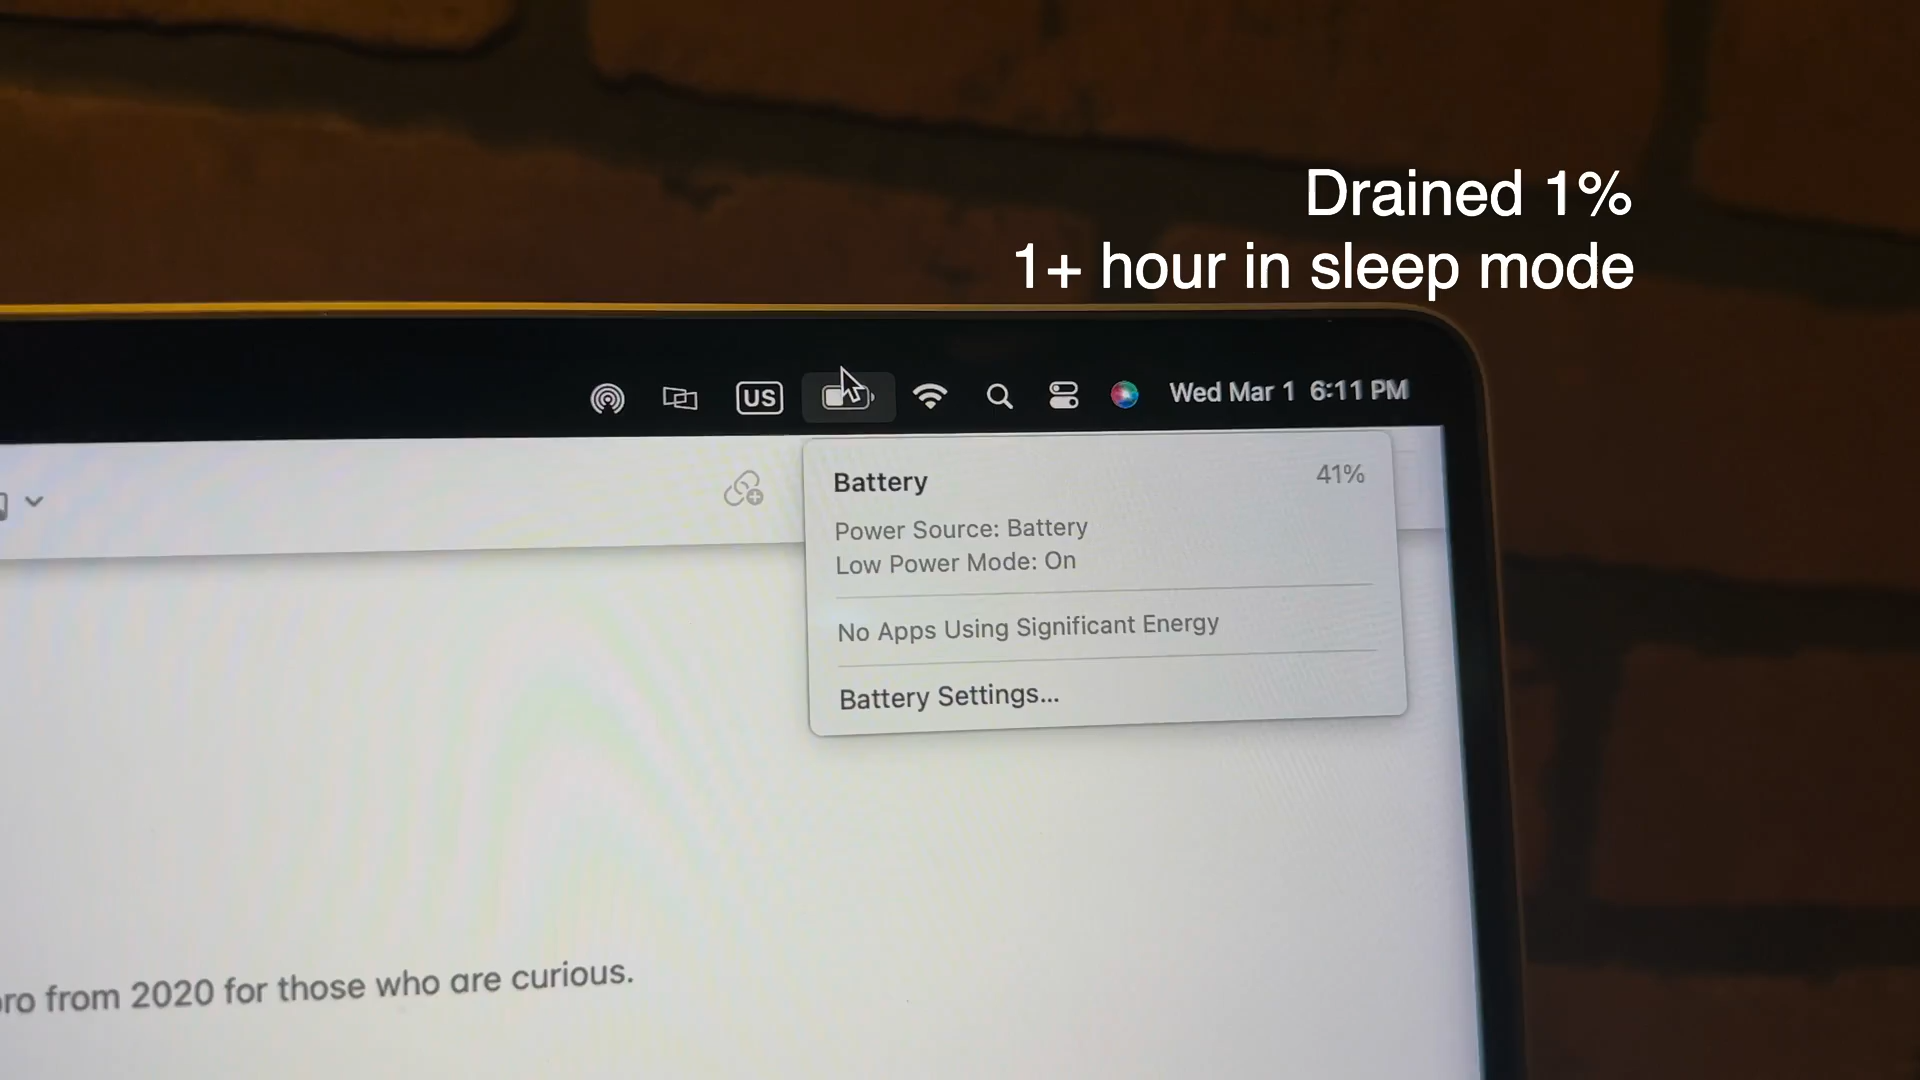 Drained 1%
1+ hour in sleep mode
US
Wed Mar 1 6:11 PM
Battery 41%
Power Source: Battery
Low Power Mode: On
No Apps Using Significant Energy
Battery Settings...
from 2020 for those who are curious.